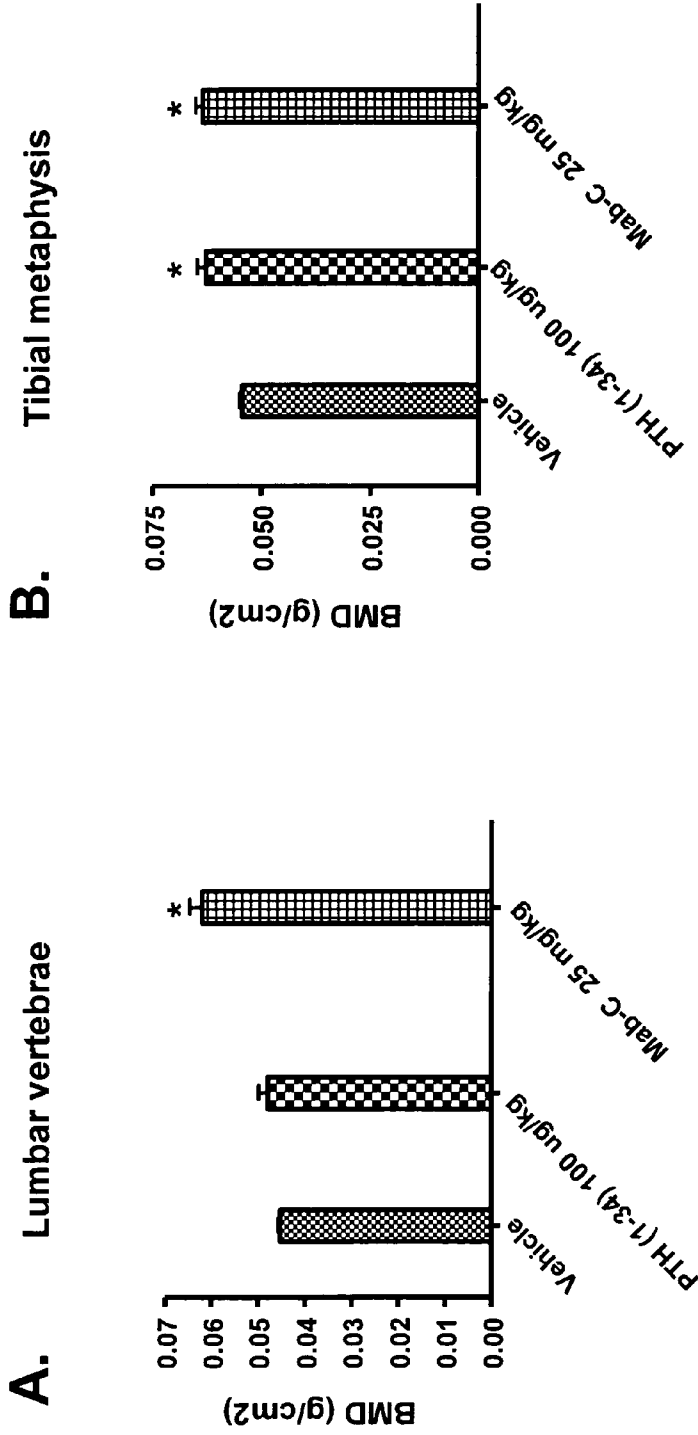 A.
Lumbar vertebrae
BMD (g/cm2)
0.07
0.06
0.05
0.04
0.03
0.02
0.01
0.00
*
Vehicle
PTH (1-34) 100 ug/kg
Mab-C 25 mg/kg
B.
Tibial metaphysis
BMD (g/cm2)
0.075
0.050
0.025
0.000
*
*
Vehicle
PTH (1-34) 100 ug/kg
Mab-C 25 mg/kg